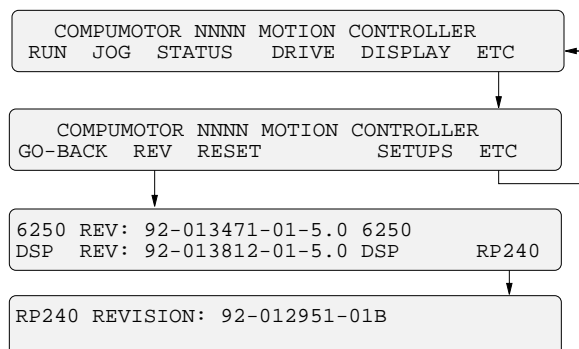 COMPUMOTOR NNNN MOTION CONTROLLER
RUN JOG STATUS DRIVE DISPLAY ETC
COMPUMOTOR NNNN MOTION CONTROLLER
GO-BACK REV RESET SETUPS ETC
6250 REV: 92-013471-01-5.0 6250
DSP REV: 92-013812-01-5.0 DSP RP240
RP240 REVISION: 92-012951-01B